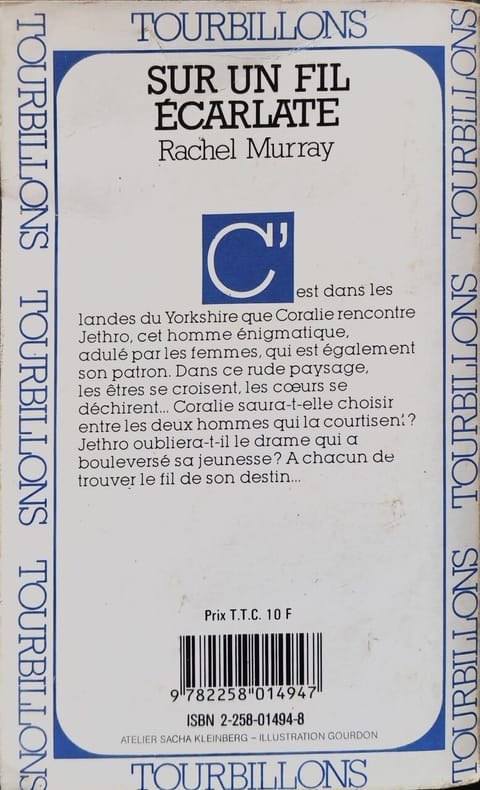 TOURBILLONS
SUR UN FIL
ÉCARLATE
Rachel Murray
C'est dans les
landes du Yorkshire que Coralie rencontre
Jethro, cet homme énigmatique,
adulé par les femmes, qui est également
son patron. Dans ce rude paysage,
les êtres se croisent, les cœurs se
déchirent... Coralie saura-t-elle choisir
entre les deux hommes qui la courtisent?
Jethro oubliera-t-il le drame qui a
bouleversé sa jeunesse? A chacun de
trouver le fil de son destin...
Prix T.T.C. 10 F
9 782258 014947
ISBN 2-258-01494-8
ATELIER SACHA KLEINBERG – ILLUSTRATION GOURDON
TOURBILLONS
TOURBILLONS
TOURBILLONS
TOURBILLONS
TOURBILLONS
TOURBILLONS
TOURBILLONS